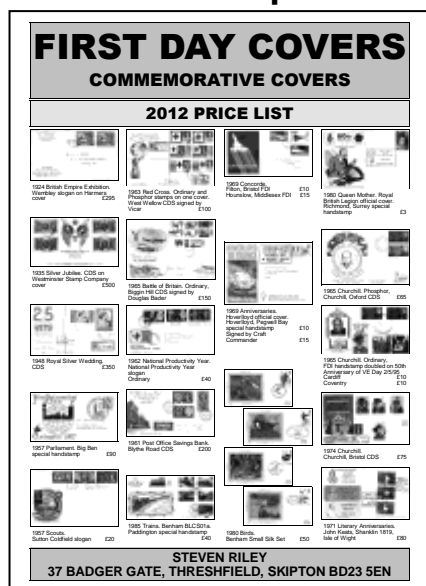 FIRST DAY COVERS
COMMEMORATIVE COVERS
2012 PRICE LIST
1924 British Empire Exhibition.
Wembley slogan on Harmers
cover £295
1935 Silver Jubilee. CDS on
Westminster Stamp Company
cover £500
1948 Royal Silver Wedding.
CDS £350
1957 Parliament. Big Ben
special handstamp £90
1957 Scouts.
Sutton Coldfield slogan £20
1963 Red Cross. Ordinary and
Phosphor stamps on one cover.
West Wellow CDS signed by
Vicar £100
1965 Battle of Britain. Ordinary,
Biggin Hill CDS signed by
Douglas Bader £150
1962 National Productivity Year.
National Productivity Year
slogan
Ordinary £40
1961 Post Office Savings Bank.
Blythe Road CDS £200
1985 Trains. Benham BLCS01a.
Paddington special handstamp
£40
1969 Concorde.
Filton, Bristol FDI £10
Hounslow, Middlesex FDI £15
1969 Anniversaries.
Hoverlloyd official cover.
Hoverlloyd, Pegwell Bay
special handstamp £10
Signed by Craft
Commander £15
1980 Birds.
Benham Small Silk Set £50
1980 Queen Mother. Royal
British Legion official cover.
Richmond, Surrey special
handstamp £3
1965 Churchill. Phosphor,
Churchill, Oxford CDS £65
1965 Churchill. Ordinary,
FDI handstamp doubled on 50th
Anniversary of VE Day 2/5/95
Cardiff £10
Coventry £10
1974 Churchill.
Churchill, Bristol CDS £75
1971 Literary Anniversaries.
John Keats, Shanklin 1819,
Isle of Wight £80
STEVEN RILEY
37 BADGER GATE, THRESHFIELD, SKIPTON BD23 5EN